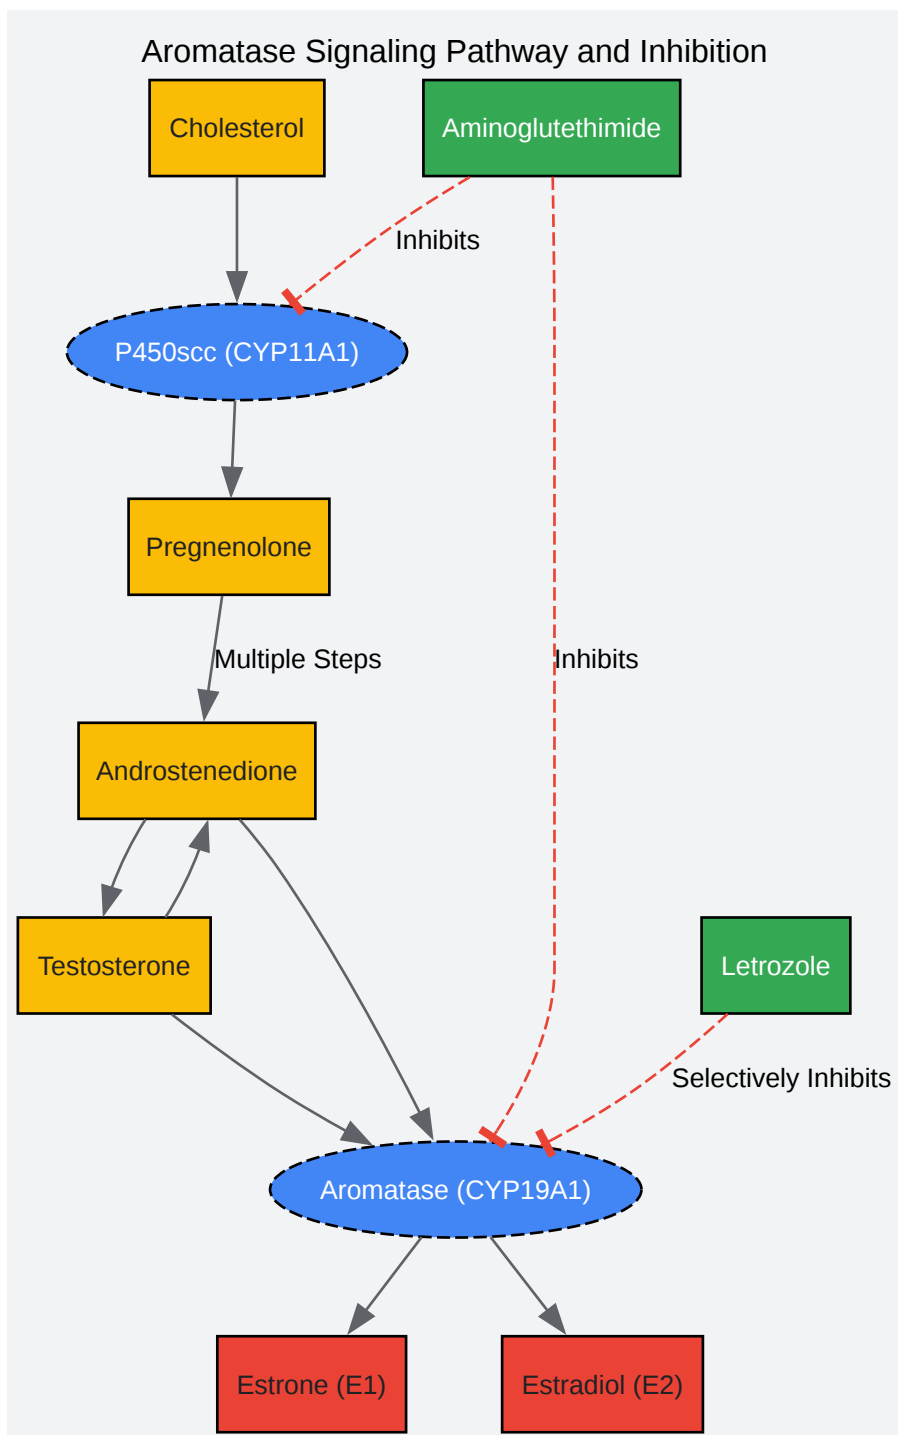 Aromatase Signaling Pathway and Inhibition
Cholesterol
Aminoglutethimide
Inhibits
P450scc (CYP11A1)
Pregnenolone
Multiple Steps
Inhibits
Androstenedione
Testosterone
Letrozole
Selectively Inhibits
Aromatase (CYP19A1)
Estrone (E1)
Estradiol (E2)